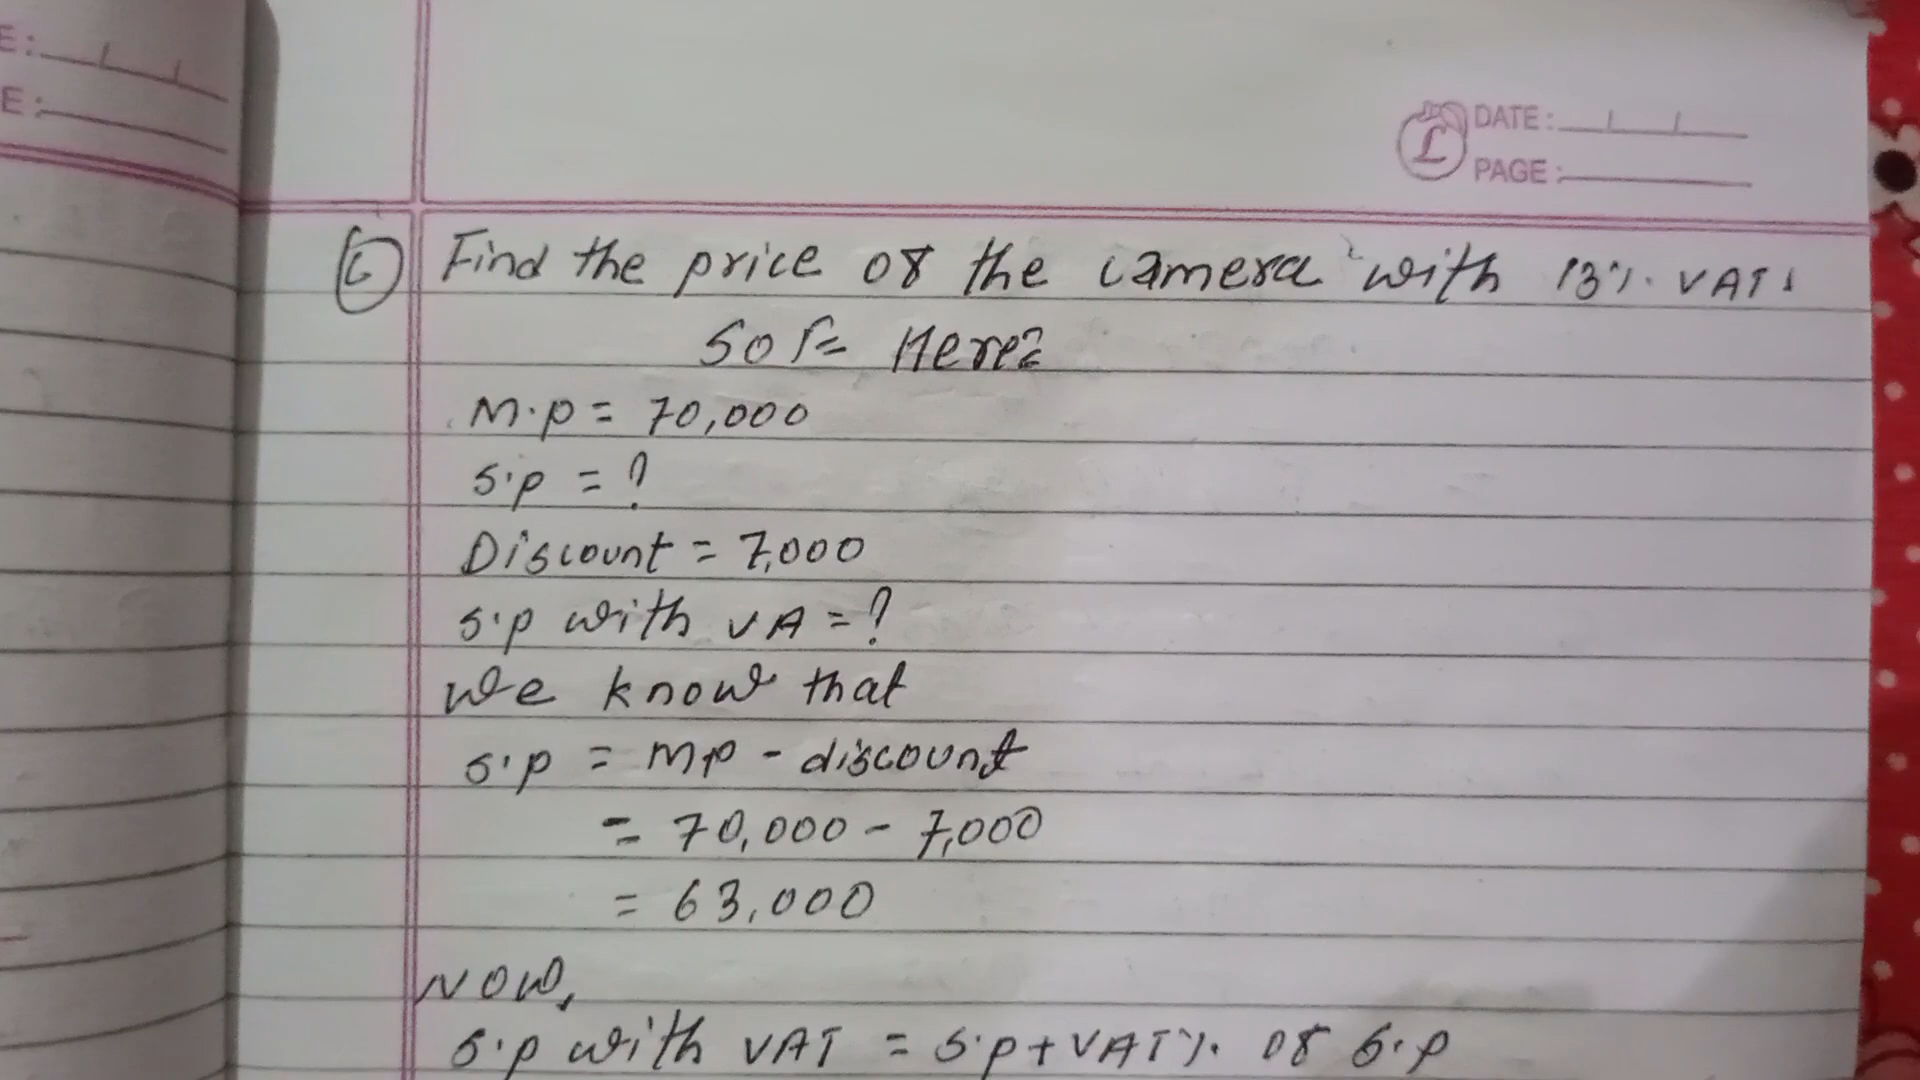 E:
E:
DATE:
PAGE:
6 Find the price of the camera with 13% VAT.
Sol= Here,
M.p = 70,000
S.p = ?
Discount = 7,000
S.p with VA = ?
we know that
S.p = Mp - discount
= 70,000 - 7,000
= 63,000
NOW,
S.p with VAT = S.p + VAT% of S.p